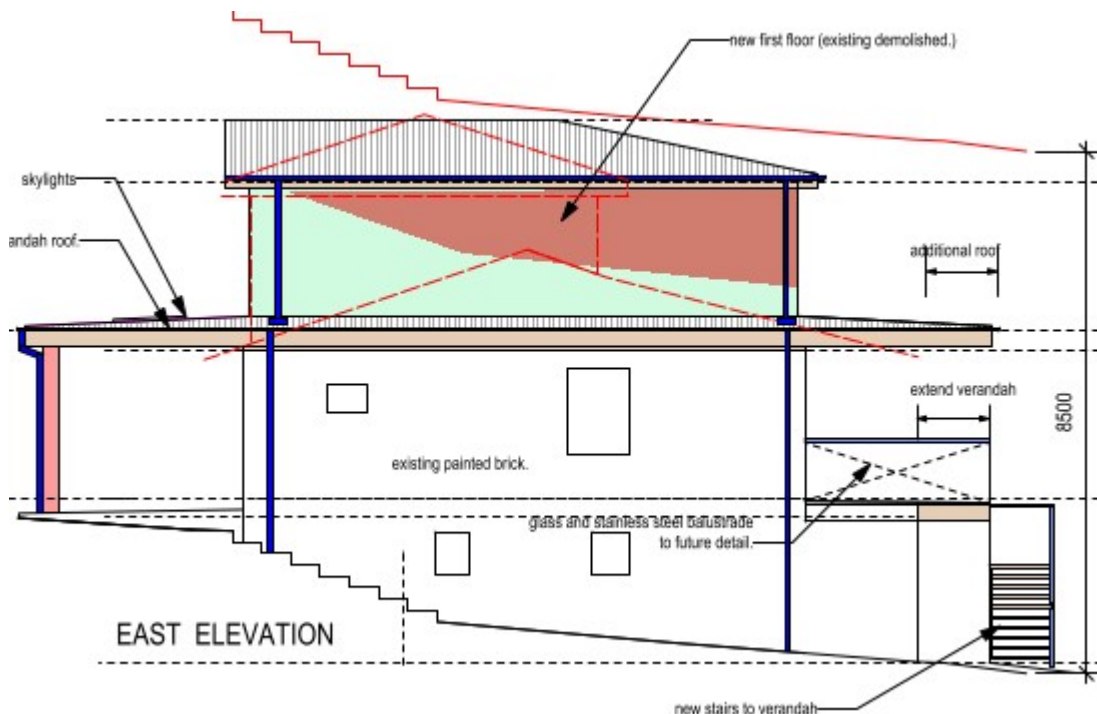 new first floor (existing demolished.)
skylights
andah roof.
additional roof
extend verandah
8500
existing painted brick.
glass and stainless steel balustrade
to future detail.
EAST ELEVATION
new stairs to verandah